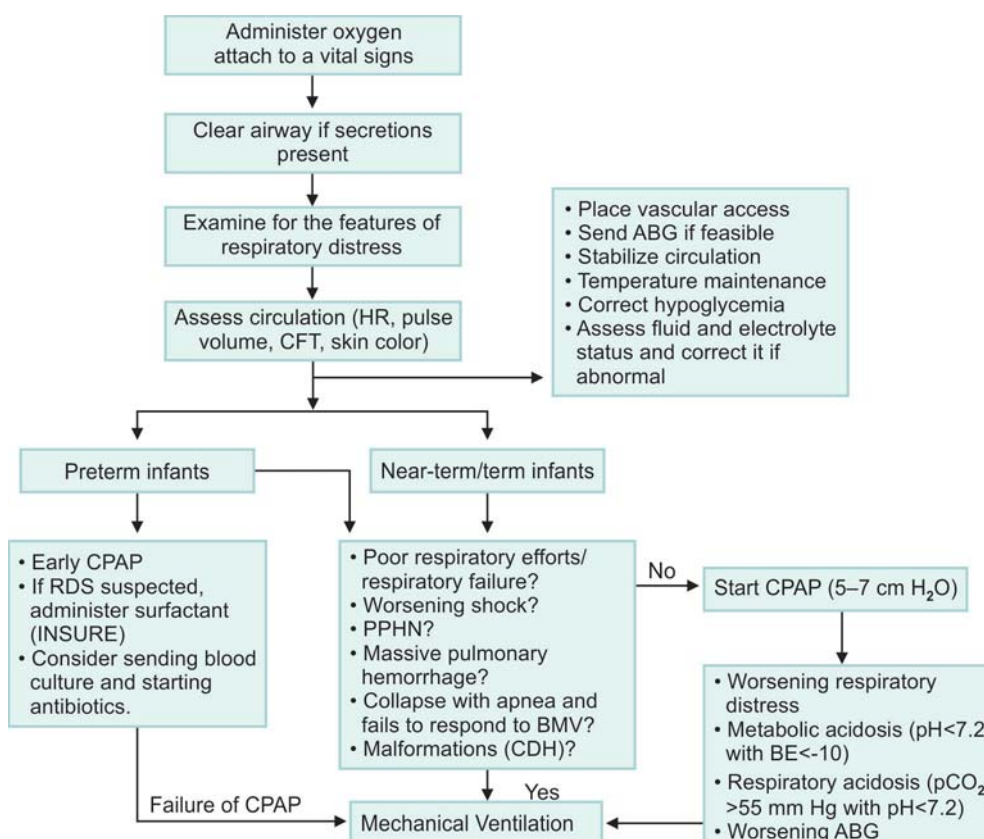 Administer oxygen
attach to a vital signs
Clear airway if secretions
present
Examine for the features of
respiratory distress
Assess circulation (HR, pulse
volume, CFT, skin color)
• Place vascular access
• Send ABG if feasible
• Stabilize circulation
• Temperature maintenance
• Correct hypoglycemia
• Assess fluid and electrolyte
status and correct it if
abnormal
Preterm infants
Near-term/term infants
• Early CPAP
• If RDS suspected,
administer surfactant
(INSURE)
• Consider sending blood
culture and starting
antibiotics.
• Poor respiratory efforts/
respiratory failure?
• Worsening shock?
• PPHN?
• Massive pulmonary
hemorrhage?
• Collapse with apnea and
fails to respond to BMV?
• Malformations (CDH)?
No
Start CPAP (5–7 cm H₂O)
• Worsening respiratory
distress
• Metabolic acidosis (pH<7.2
with BE<-10)
• Respiratory acidosis (pCO₂
>55 mm Hg with pH<7.2)
• Worsening ABG
Failure of CPAP
Yes
Mechanical Ventilation